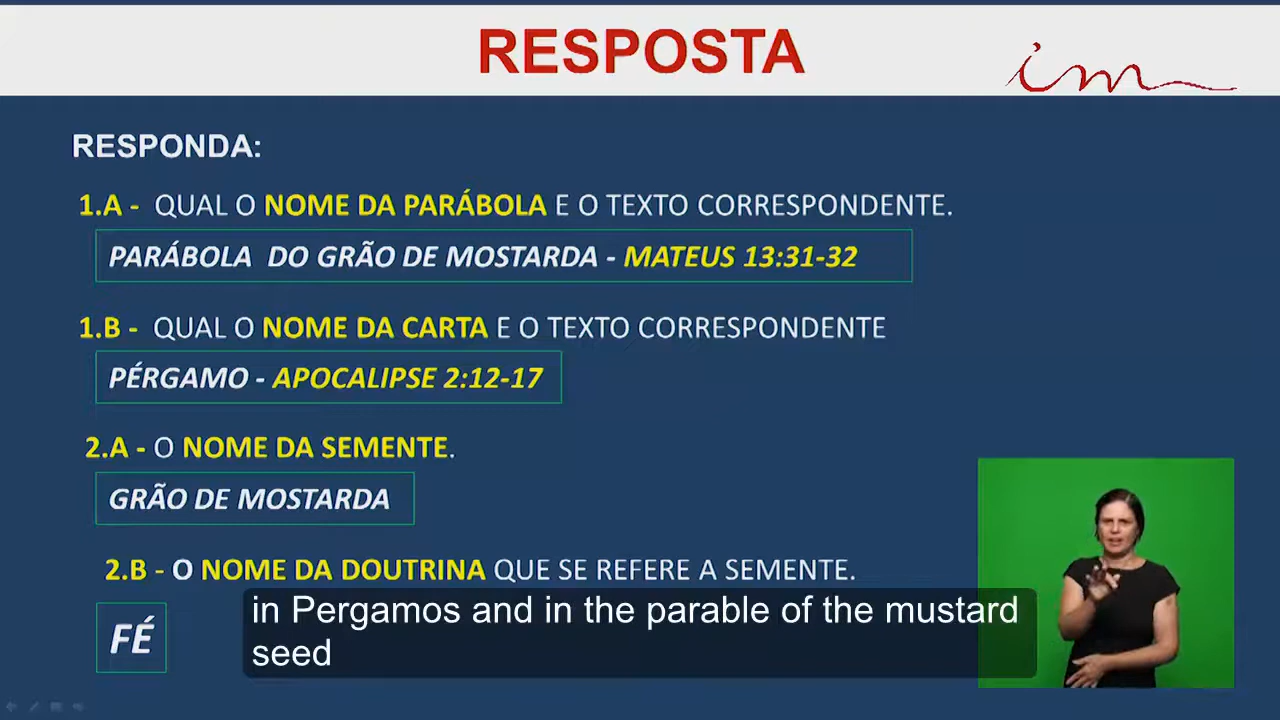 RESPOSTA
im
RESPONDA:
1.A - QUAL O NOME DA PARÁBOLA E O TEXTO CORRESPONDENTE.
PARÁBOLA DO GRÃO DE MOSTARDA - MATEUS 13:31-32
1.B - QUAL O NOME DA CARTA E O TEXTO CORRESPONDENTE
PÉRGAMO - APOCALIPSE 2:12-17
2.A - O NOME DA SEMENTE.
GRÃO DE MOSTARDA
2.B - O NOME DA DOUTRINA QUE SE REFERE A SEMENTE.
FÉ
in Pergamos and in the parable of the mustard
seed